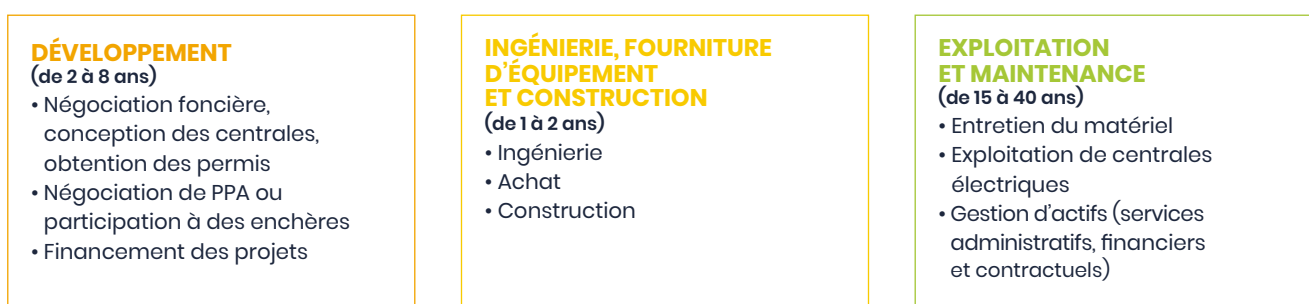 DÉVELOPPEMENT
(de 2 à 8 ans)
• Négociation foncière,
conception des centrales,
obtention des permis
• Négociation de PPA ou
participation à des enchères
• Financement des projets
INGÉNIERIE, FOURNITURE
D’ÉQUIPEMENT
ET CONSTRUCTION
(de 1 à 2 ans)
• Ingénierie
• Achat
• Construction
EXPLOITATION
ET MAINTENANCE
(de 15 à 40 ans)
• Entretien du matériel
• Exploitation de centrales
électriques
• Gestion d’actifs (services
administratifs, financiers
et contractuels)